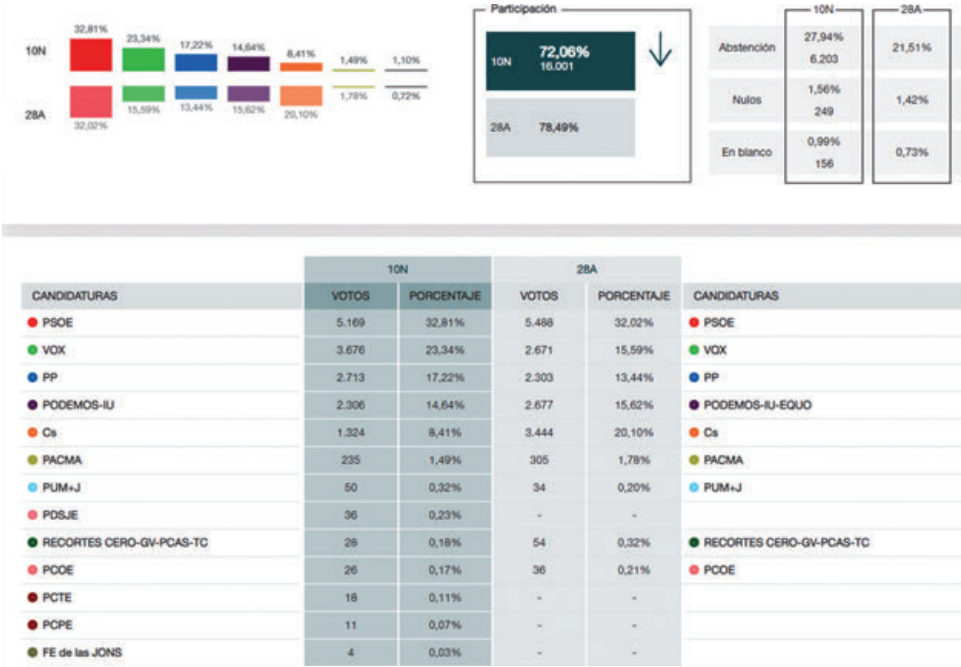 Participación
10N 28A
32,81% 23,34% 17,22% 14,64% 8,41% 1,49% 1,10%
10N
28A
32,02% 15,59% 13,44% 15,62% 20,10% 1,78% 0,72%
10N 72,06%
16.001
28A 78,49%
Abstención 27,94% 21,51%
6.203
Nulos 1,56% 1,42%
249
En blanco 0,99% 0,73%
156
10N 28A
CANDIDATURAS VOTOS PORCENTAJE VOTOS PORCENTAJE CANDIDATURAS
PSOE 5.169 32,81% 5.488 32,02% PSOE
VOX 3.676 23,34% 2.671 15,59% VOX
PP 2.713 17,22% 2.303 13,44% PP
PODEMOS-IU 2.306 14,64% 2.677 15,62% PODEMOS-IU-EQUO
Cs 1.324 8,41% 3.444 20,10% Cs
PACMA 235 1,49% 305 1,78% PACMA
PUM+J 50 0,32% 34 0,20% PUM+J
PDSJE 36 0,23% - -
RECORTES CERO-GV-PCAS-TC 28 0,18% 54 0,32% RECORTES CERO-GV-PCAS-TC
PCOE 26 0,17% 36 0,21% PCOE
PCTE 18 0,11% - -
PCPE 11 0,07% - -
FE de las JONS 4 0,03% - -